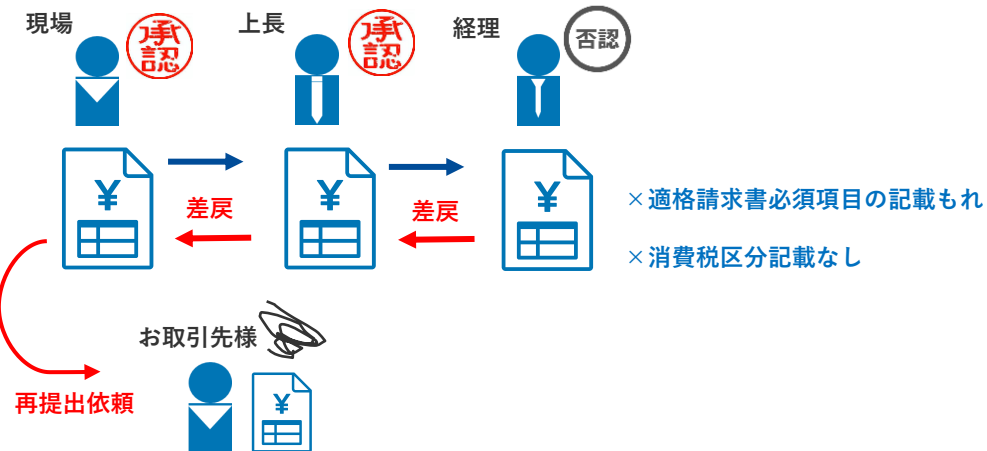 現場
承認
上長
承認
経理
否認
¥
¥
¥
差戻
差戻
×適格請求書必須項目の記載もれ
×消費税区分記載なし
お取引先様
再提出依頼
¥